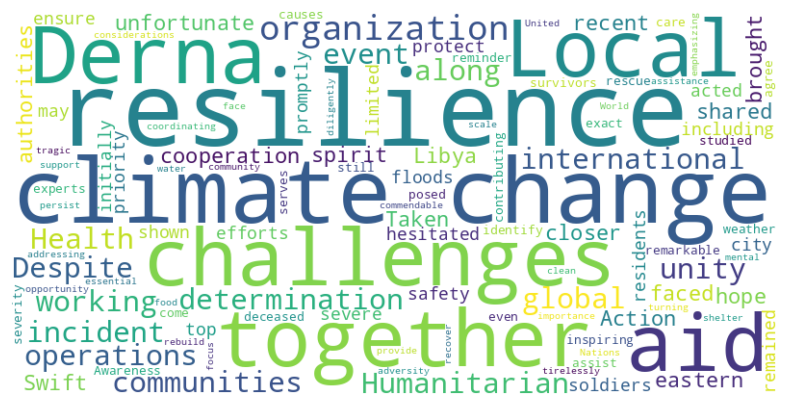 ensure
unfortunate
causes
considerations
organization
recent
United
care
emphasizing
Derna
event
protect
Local
brought
agree
authorities
along
reminder
survivors
rescue
assistance
promptly
limited
acted
may
resilience
World
exact
shared
face
diligently
scale
coordinating
including
tragic
initially
priority
cooperation
spirit
Libya
still
contributing
international
studied
support
water
community
experts
serves
floods
posed
persist
climate change
Health
shown
efforts
Taken
hesitated
identify
closer
residents
weather
city
remarkable
mental
addressing
challenges
Despite
opportunity
essential
safety
global
unity
working
food
determination
clean
faced
hope
severity
come
deceased
severe
even
importance
turning
incident
top
together
Action
aid
remained
rebuild
inspiring
shelter
operations
focus
provide
recover
Nations
assist
Awareness
adversity
tirelessly
eastern
Swift
communities
Humanitarian
soldiers
commendable